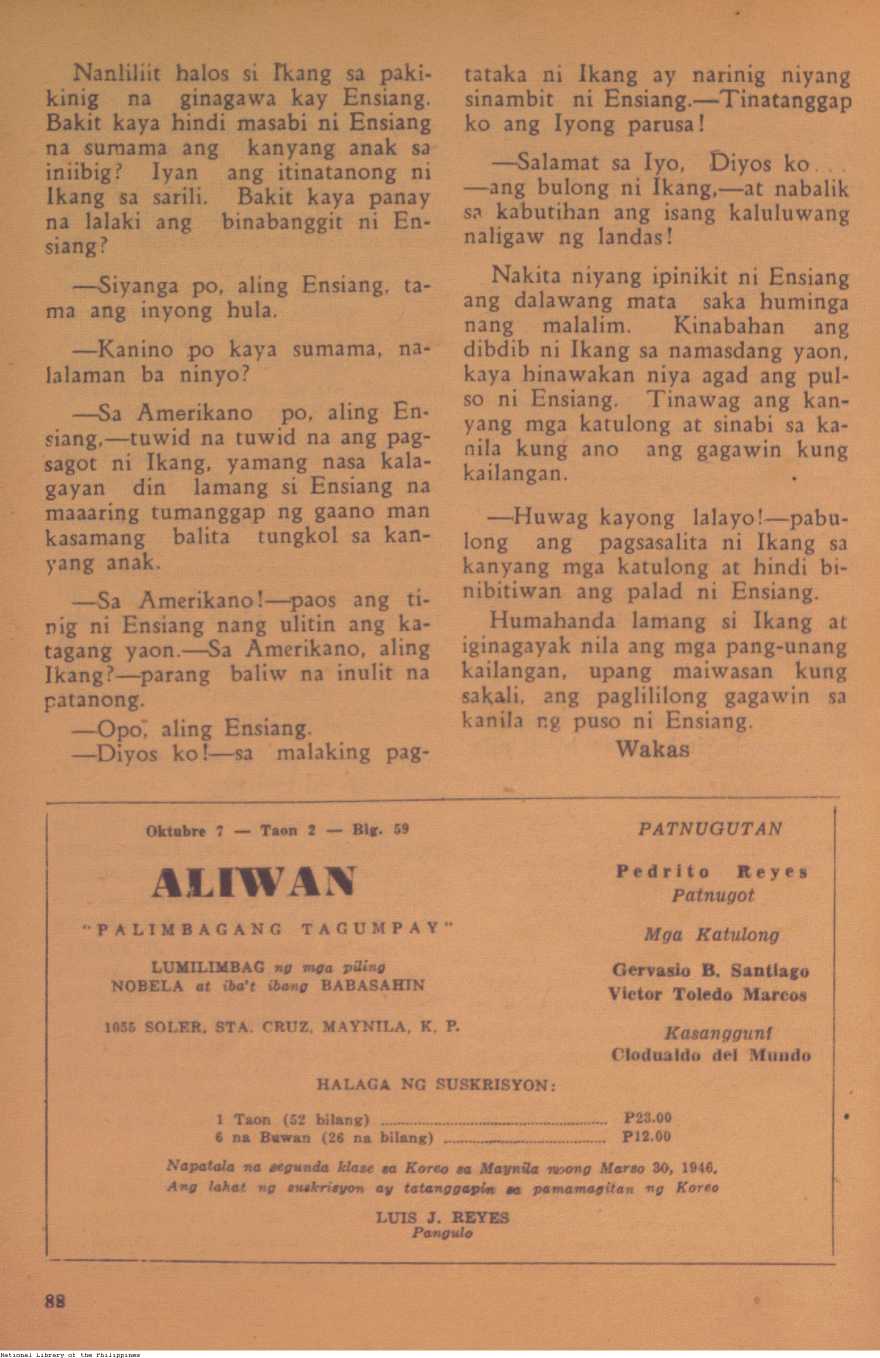 Nanliliit halos si Ikang sa paki-
kinig na ginagawa kay Ensiang.
Bakit kaya hindi masabi ni Ensiang
na sumama ang kanyang anak sa
iniibig? Iyan ang itinatanong ni
Ikang sa sarili. Bakit kaya panay
na lalaki ang binabanggit ni En-
siang?
—Siyanga po, aling Ensiang, ta-
ma ang inyong hula.
—Kanino po kaya sumama, na-
lalaman ba ninyo?
—Sa Amerikano po, aling En-
siang,—tuwid na tuwid na ang pag-
sagot ni Ikang, yamang nasa kala-
gayan din lamang si Ensiang na
maaaring tumanggap ng gaano man
kasamang balita tungkol sa kan-
yang anak.
—Sa Amerikano!—paos ang ti-
nig ni Ensiang nang ulitin ang ka-
tagang yaon.—Sa Amerikano, aling
Ikang?—parang baliw na inulit na
patanong.
—Opo, aling Ensiang.
—Diyos ko!—sa malaking pag-
tataka ni Ikang ay narinig niyang
sinambit ni Ensiang.—Tinatanggap
ko ang Iyong parusa!
—Salamat sa Iyo, Diyos ko...
—ang bulong ni Ikang,—at nabalik
sa kabutihan ang isang kaluluwang
naligaw ng landas!
Nakita niyang ipinikit ni Ensiang
ang dalawang mata saka huminga
nang malalim. Kinabahan ang
dibdib ni Ikang sa namasdang yaon,
kaya hinawakan niya agad ang pul-
so ni Ensiang. Tinawag ang kan-
yang mga katulong at sinabi sa ka-
nila kung ano ang gagawin kung
kailangan.
—Huwag kayong lalayo!—pabu-
long ang pagsasalita ni Ikang sa
kanyang mga katulong at hindi bi-
nibitiwan ang palad ni Ensiang.
Humahanda lamang si Ikang at
iginagayak nila ang mga pang-unang
kailangan, upang maiwasan kung
sakali, ang paglililong gagawin sa
kanila ng puso ni Ensiang.
Wakas
Oktubre 7 — Taon 2 — Blg. 59
ALIWAN
"PALIMBAGANG TAGUMPAY"
LUMILIMBAG ng mga piling
NOBELA at iba't ibang BABASAHIN
1055 SOLER, STA. CRUZ, MAYNILA, K. P.
PATNUGUTAN
Pedrito Reyes
Patnugot
Mga Katulong
Gervasio B. Santiago
Victor Toledo Marcos
Kasangguni
Clodualdo del Mundo
HALAGA NG SUSKRISYON:
1 Taon (52 bilang) ........ P23.00
6 na Buwan (26 na bilang) ........ P12.00
Napatala na segunda klase sa Koreo sa Maynila noong Marso 30, 1946.
Ang lahat ng suskrisyon ay tatanggapin sa pamamagitan ng Koreo
LUIS J. REYES
Pangulo
88
National Library of the Philippines